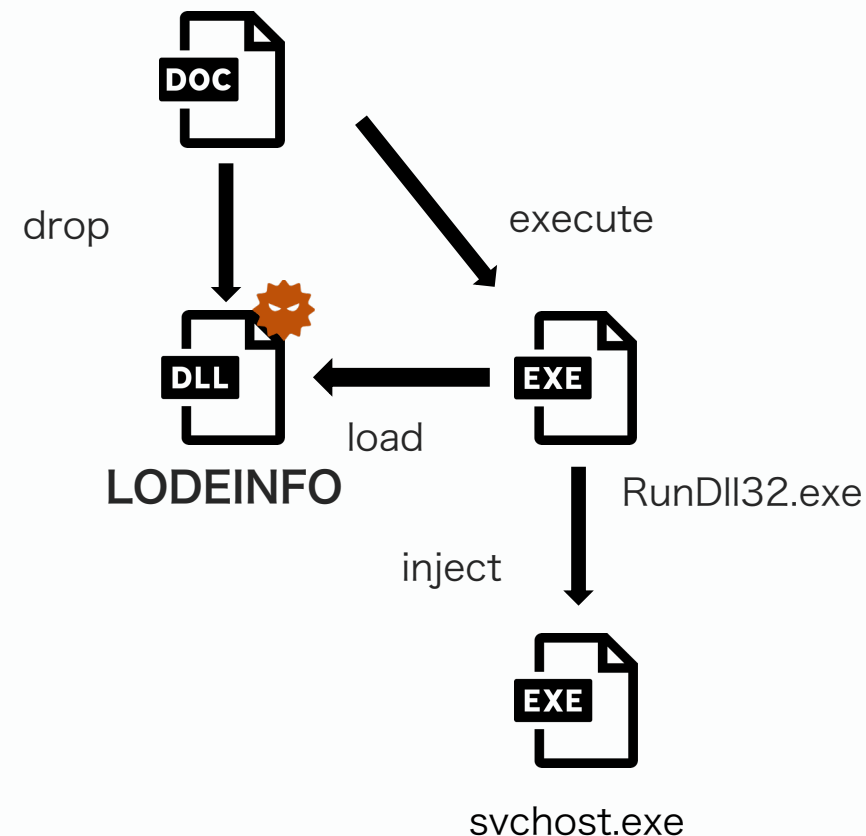 DOC
drop
execute
DLL
EXE
load
LODEINFO
RunDll32.exe
inject
EXE
svchost.exe